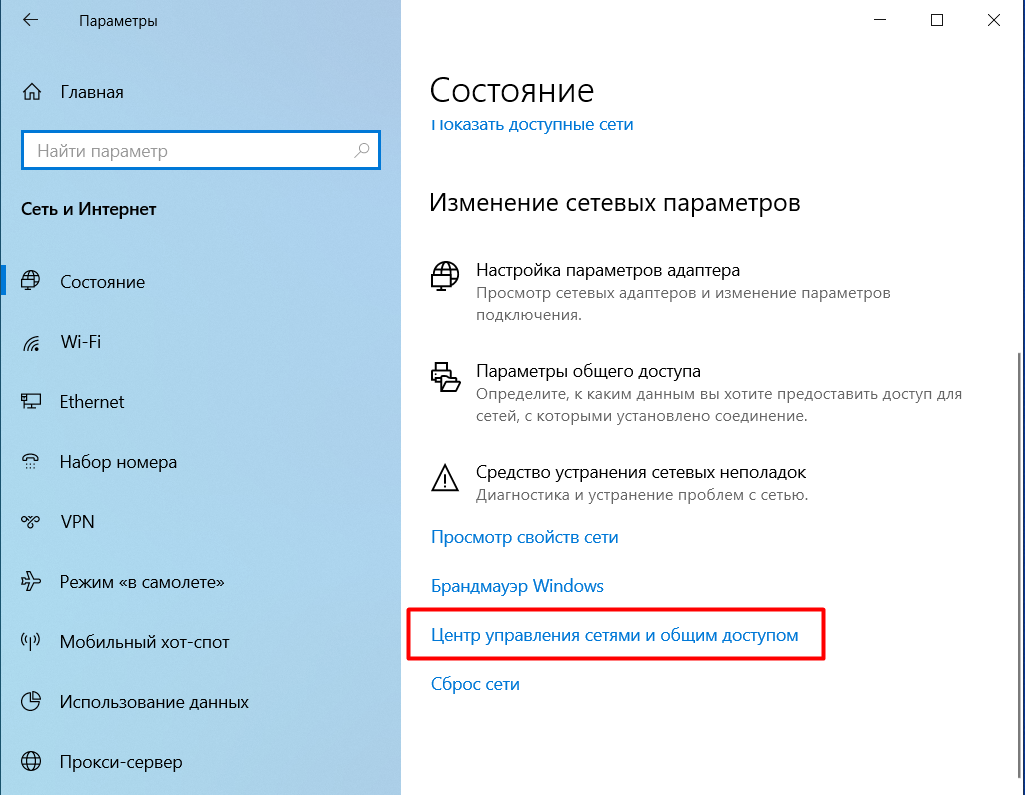 Параметры
Главная
Найти параметр
Сеть и Интернет
Состояние
Wi-Fi
Ethernet
Набор номера
VPN
Режим «в самолете»
Мобильный хот-спот
Использование данных
Прокси-сервер
Состояние
Показать доступные сети
Изменение сетевых параметров
Настройка параметров адаптера
Просмотр сетевых адаптеров и изменение параметров
подключения.
Параметры общего доступа
Определите, к каким данным вы хотите предоставить доступ для
сетей, с которыми установлено соединение.
Средство устранения сетевых неполадок
Диагностика и устранение проблем с сетью.
Просмотр свойств сети
Брандмауэр Windows
Центр управления сетями и общим доступом
Сброс сети